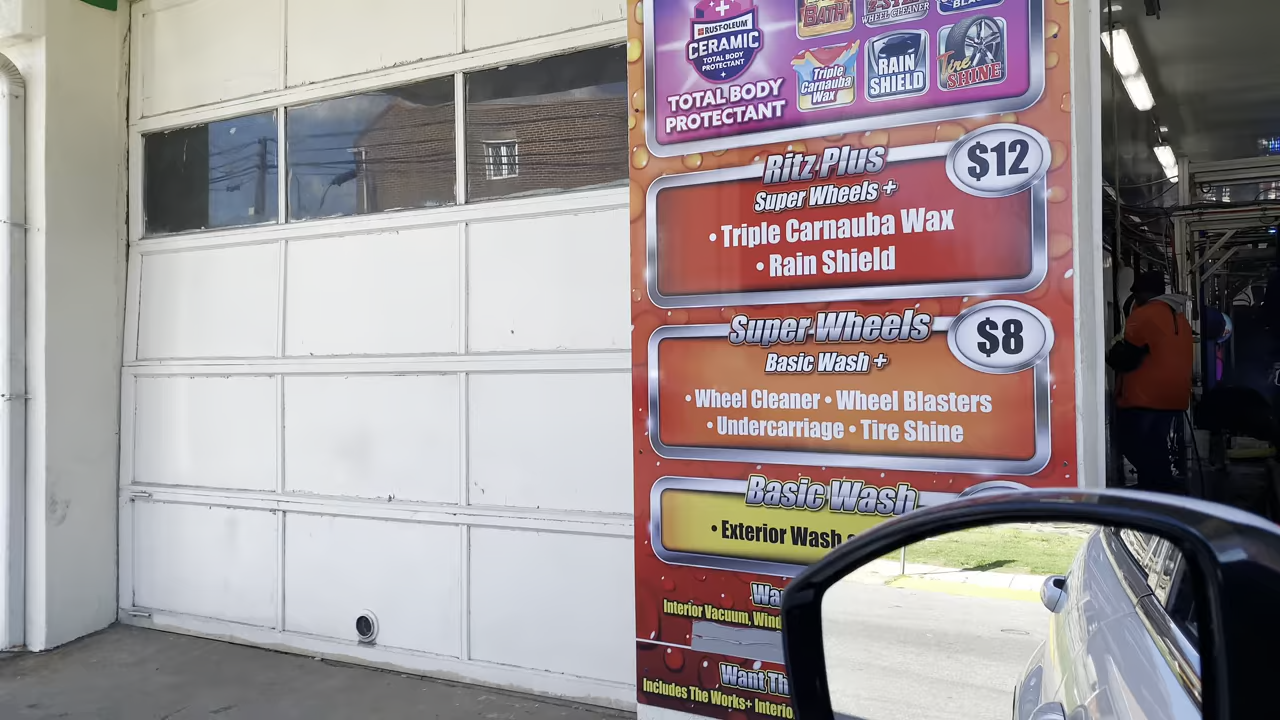 BATH
WHEEL CLEANER
RUST-OLEUM
CERAMIC
TOTAL BODY
PROTECTANT
Triple
Carnauba
Wax
RAIN
SHIELD
Tire
SHINE
TOTAL BODY
PROTECTANT
Ritz Plus
$12
Super Wheels +
• Triple Carnauba Wax
• Rain Shield
Super Wheels
$8
Basic Wash +
• Wheel Cleaner • Wheel Blasters
• Undercarriage • Tire Shine
Basic Wash
• Exterior Wash
Interior Vacuum,
Want
Includes The Works+